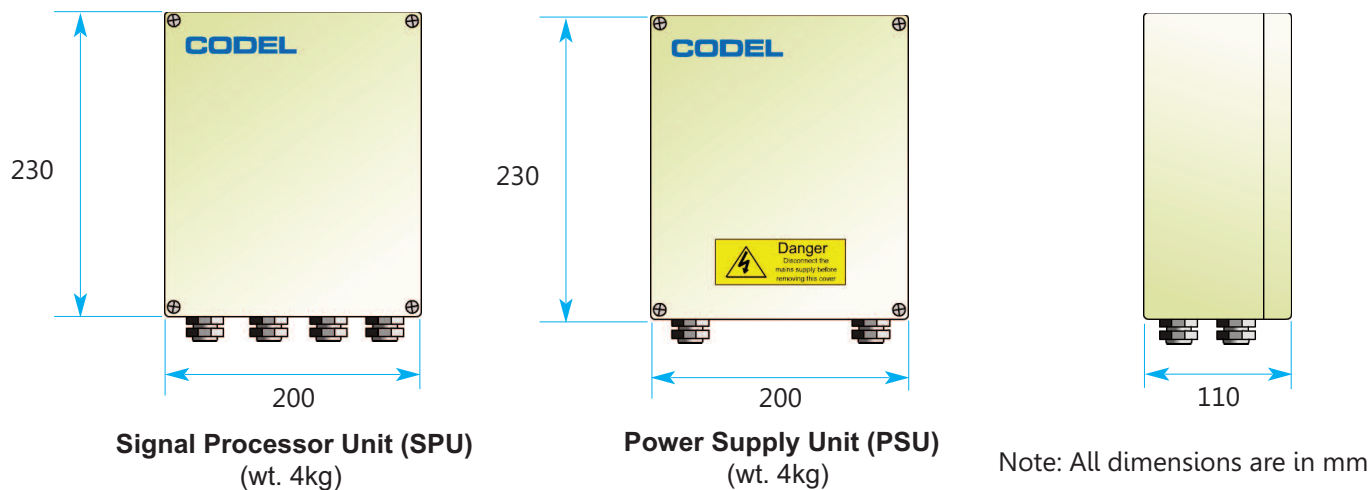 CODEL
230
200
Signal Processor Unit (SPU)
(wt. 4kg)
CODEL
230
Danger
Disconnect the
mains supply before
removing this cover
200
Power Supply Unit (PSU)
(wt. 4kg)
110
Note: All dimensions are in mm